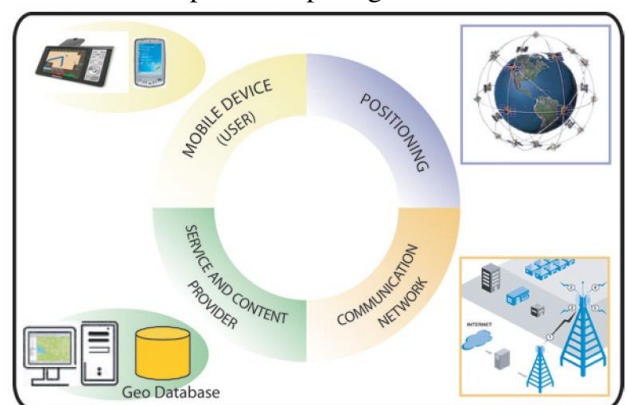 MOBILE DEVICE
(USER)
POSITIONING
SERVICE AND CONTENT
PROVIDER
COMMUNICATION
NETWORK
INTERNET
Geo Database